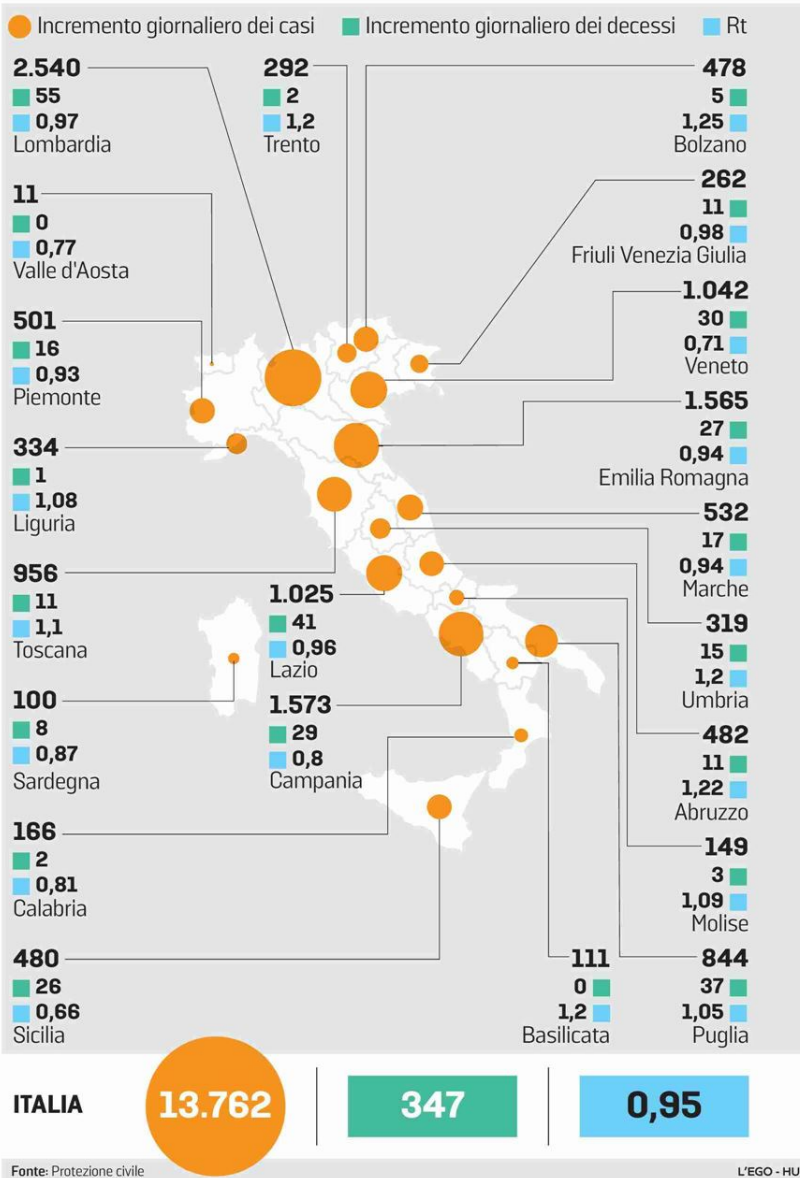 Incremento giornaliero dei casi Incremento giornaliero dei decessi Rt
2.540
55
0,97
Lombardia
292
2
1,2
Trento
478
5
1,25
Bolzano
11
0
0,77
Valle d'Aosta
262
11
0,98
Friuli Venezia Giulia
501
16
0,93
Piemonte
1.042
30
0,71
Veneto
334
1
1,08
Liguria
1.565
27
0,94
Emilia Romagna
532
17
0,94
Marche
956
11
1,1
Toscana
1.025
41
0,96
Lazio
319
15
1,2
Umbria
100
8
0,87
Sardegna
1.573
29
0,8
Campania
482
11
1,22
Abruzzo
166
2
0,81
Calabria
149
3
1,09
Molise
480
26
0,66
Sicilia
111
0
1,2
Basilicata
844
37
1,05
Puglia
ITALIA 13.762 347 0,95
Fonte: Protezione civile L'EGO - HU